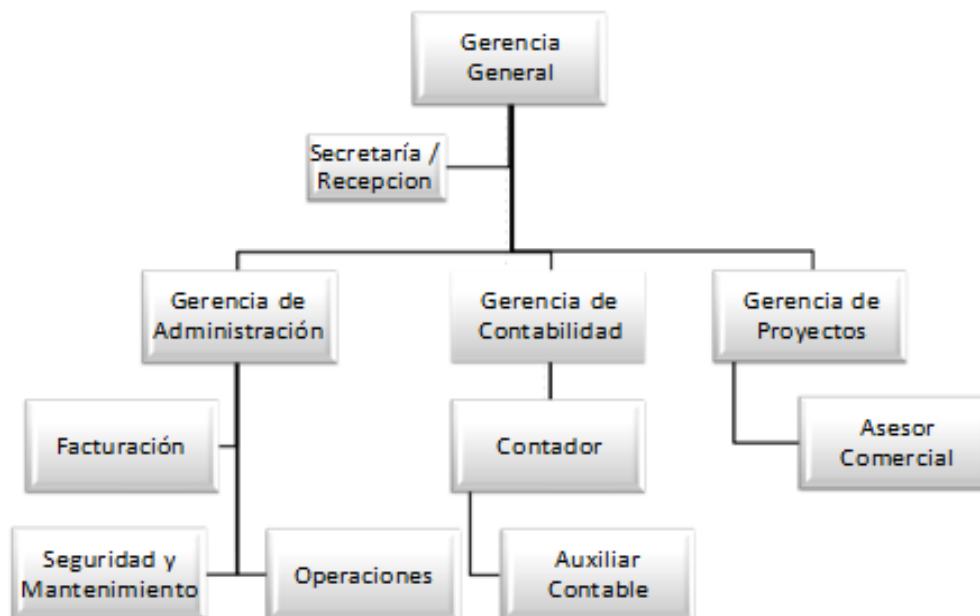 Gerencia
General
Secretaría /
Recepcion
Gerencia de
Administración
Gerencia de
Contabilidad
Gerencia de
Proyectos
Facturación
Contador
Asesor
Comercial
Seguridad y
Mantenimiento
Operaciones
Auxiliar
Contable